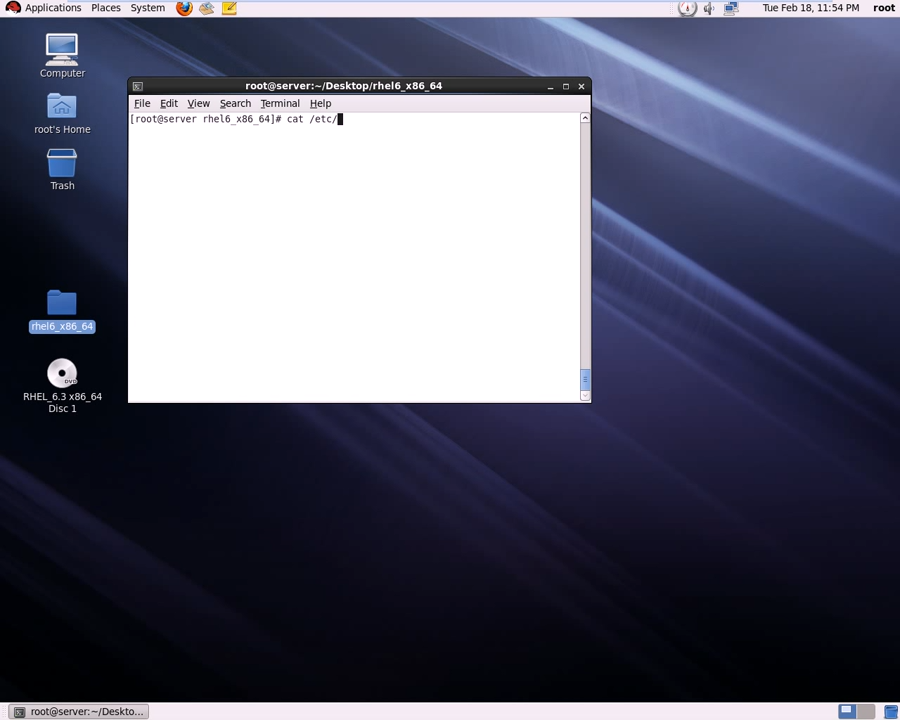 Applications Places System
Tue Feb 18, 11:54 PM root
Computer
root's Home
Trash
rhel6_x86_64
DVD
RHEL_6.3 x86_64
Disc 1
root@server:~/Desktop/rhel6_x86_64
File Edit View Search Terminal Help
[root@server rhel6_x86_64]# cat /etc/
root@server:~/Deskto...